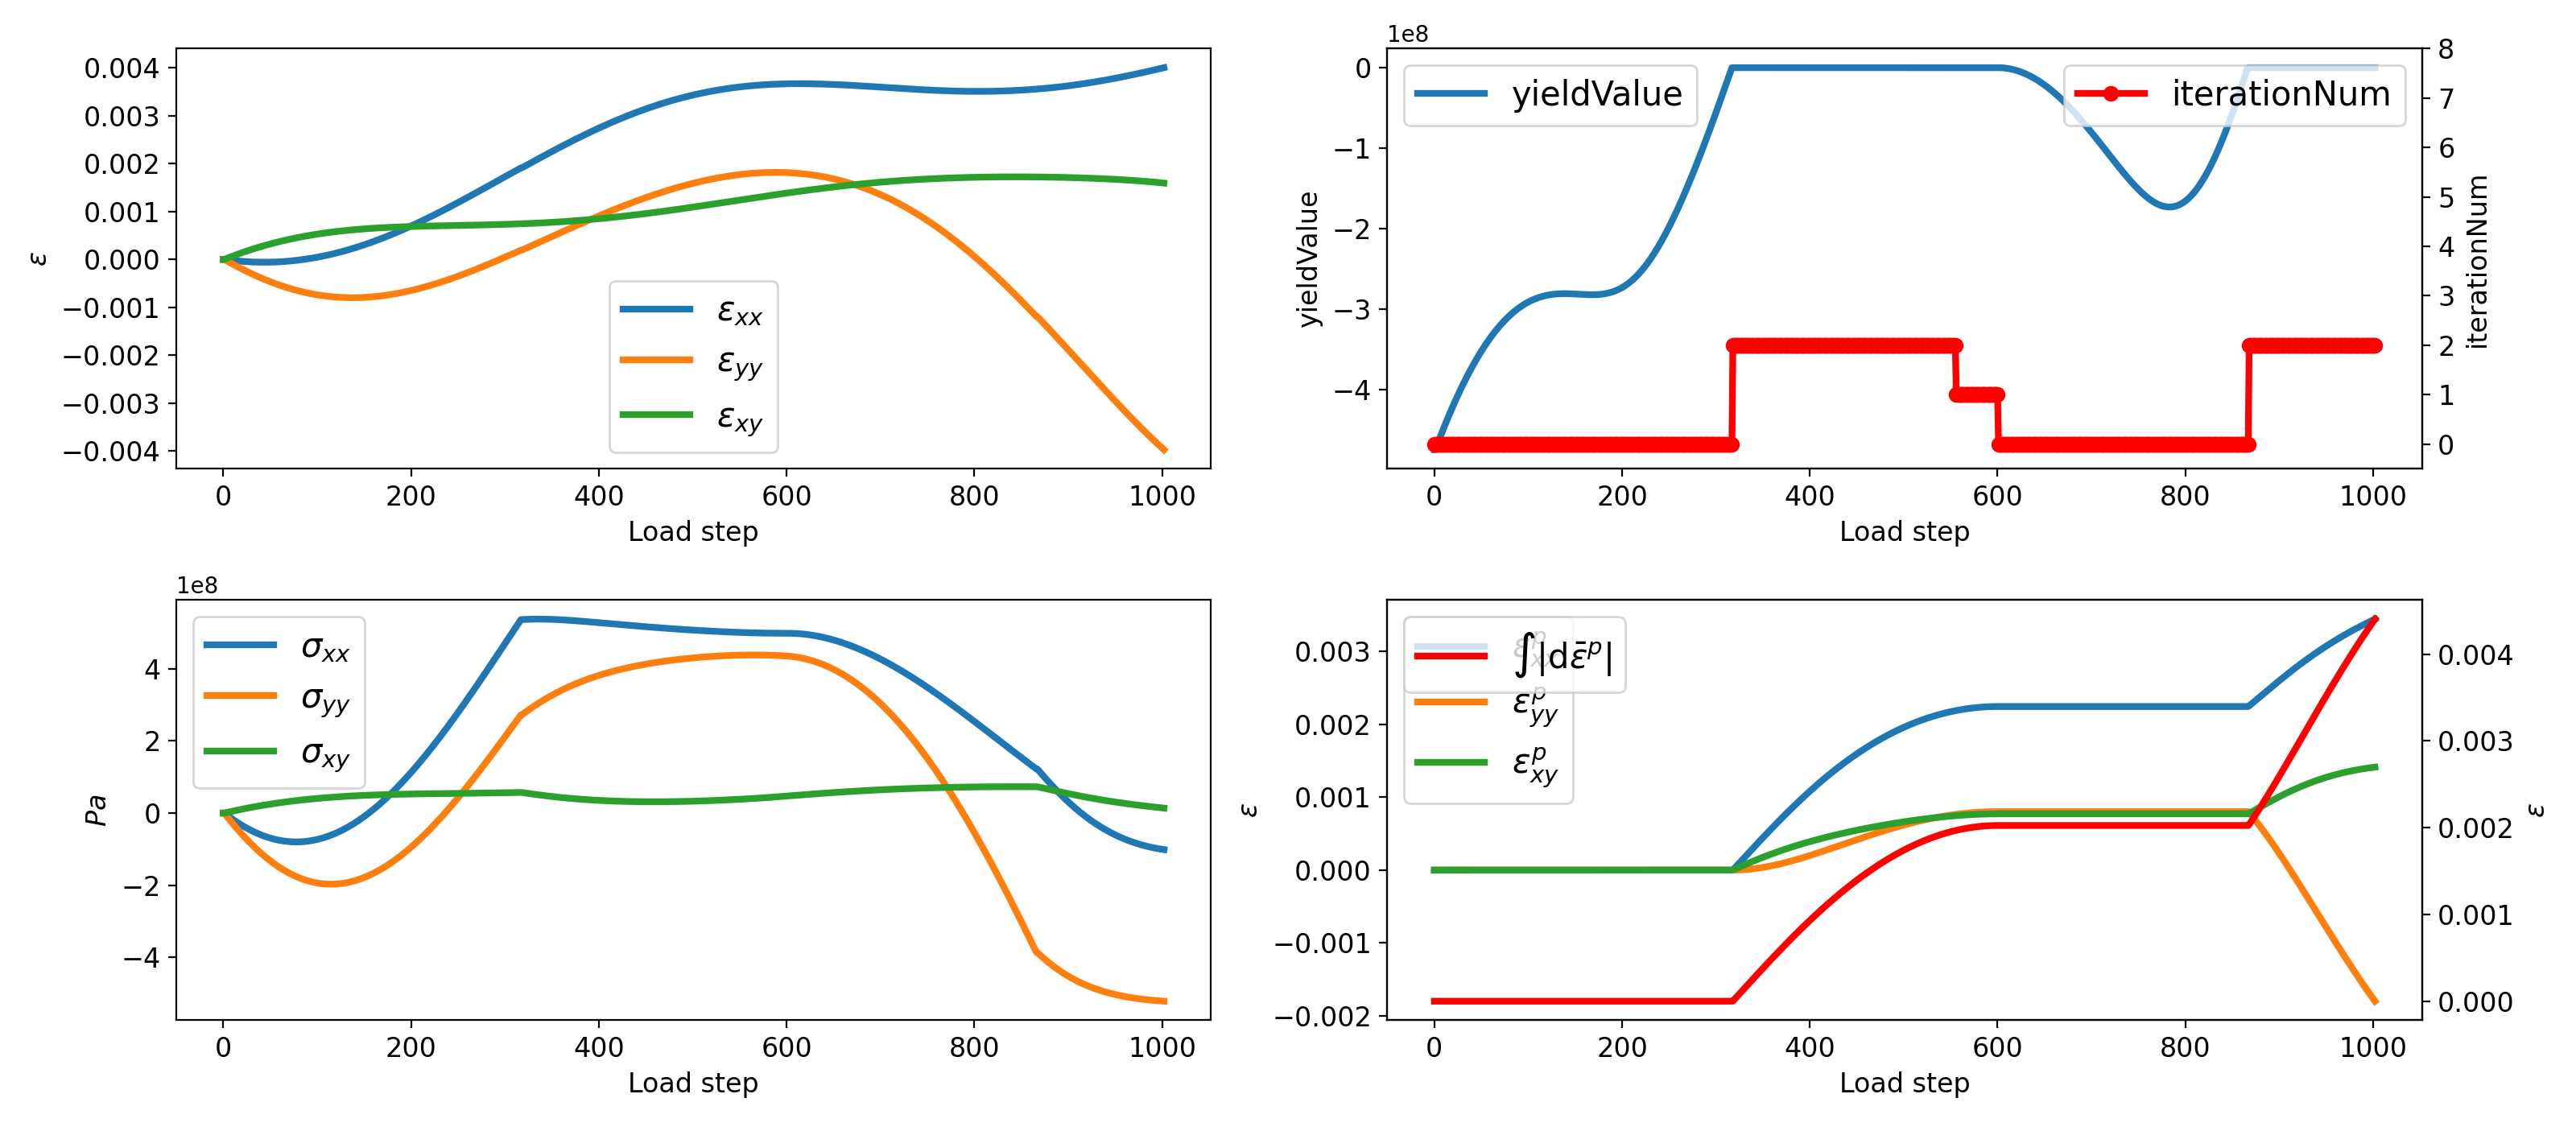 0.004
0.003
0.002
0.001
0.000
−0.001
−0.002
−0.003
−0.004
ε
ε_xx
ε_yy
ε_xy
0 200 400 600 800 1000
Load step
1e8
0
−1
−2
−3
−4
yieldValue
yieldValue
iterationNum
8
7
6
5
4
3
2
1
0
iterationNum
0 200 400 600 800 1000
Load step
1e8
4
2
0
−2
−4
Pa
σ_xx
σ_yy
σ_xy
0 200 400 600 800 1000
Load step
0.003
0.002
0.001
0.000
−0.001
−0.002
ε
ε^p_xx
∫|dε̄^p|
ε^p_yy
ε^p_xy
0.004
0.003
0.002
0.001
0.000
ε
0 200 400 600 800 1000
Load step